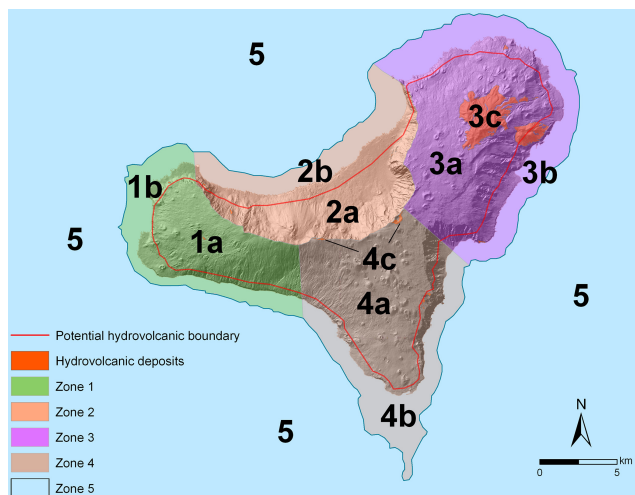 5
3c
3a
3b
2b
1b
2a
5
1a
4c
5
4a
4b
5
Potential hydrovolcanic boundary
Hydrovolcanic deposits
Zone 1
Zone 2
Zone 3
Zone 4
Zone 5
N
km
0 5